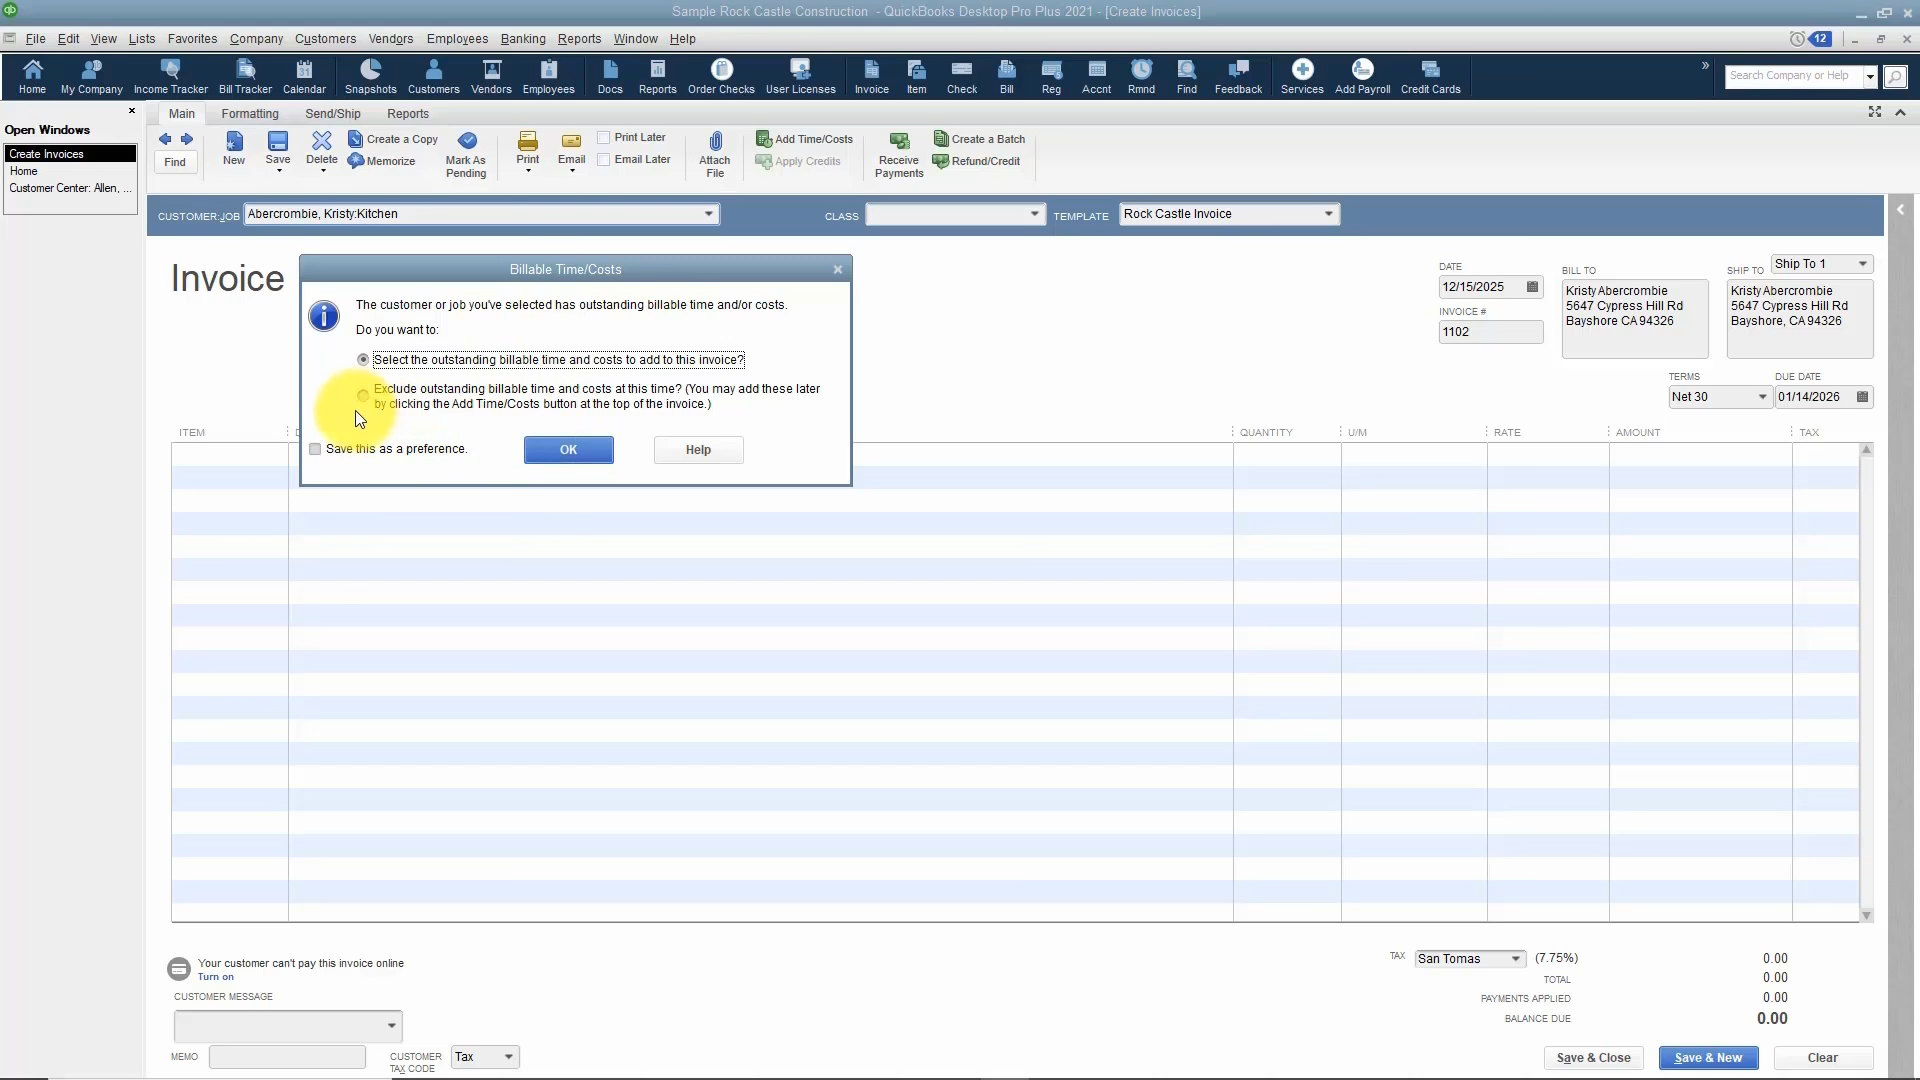 qb
Sample Rock Castle Construction - QuickBooks Desktop Pro Plus 2021 - [Create Invoices]
File Edit View Lists Favorites Company Customers Vendors Employees Banking Reports Window Help
12
Home My Company Income Tracker Bill Tracker Calendar Snapshots Customers Vendors Employees Docs Reports Order Checks User Licenses Invoice Item Check Bill Reg Accnt Rmnd Find Feedback Services Add Payroll Credit Cards
» Search Company or Help
Open Windows
Create Invoices
Home
Customer Center: Allen, ...
Main Formatting Send/Ship Reports
Find New Save Delete Create a Copy Memorize Mark As Pending Print Email Print Later Email Later Attach File Add Time/Costs Apply Credits Receive Payments Create a Batch Refund/Credit
CUSTOMER:JOB Abercrombie, Kristy:Kitchen CLASS TEMPLATE Rock Castle Invoice
Invoice
Billable Time/Costs
The customer or job you've selected has outstanding billable time and/or costs.
Do you want to:
Select the outstanding billable time and costs to add to this invoice?
Exclude outstanding billable time and costs at this time? (You may add these later
by clicking the Add Time/Costs button at the top of the invoice.)
Save this as a preference.
OK
Help
DATE
12/15/2025
INVOICE #
1102
BILL TO
Kristy Abercrombie
5647 Cypress Hill Rd
Bayshore CA 94326
SHIP TO Ship To 1
Kristy Abercrombie
5647 Cypress Hill Rd
Bayshore, CA 94326
TERMS
Net 30
DUE DATE
01/14/2026
ITEM D QUANTITY U/M RATE AMOUNT TAX
Your customer can't pay this invoice online
Turn on
CUSTOMER MESSAGE
MEMO
CUSTOMER
TAX CODE
Tax
TAX San Tomas (7.75%) 0.00
TOTAL 0.00
PAYMENTS APPLIED 0.00
BALANCE DUE 0.00
Save & Close Save & New Clear